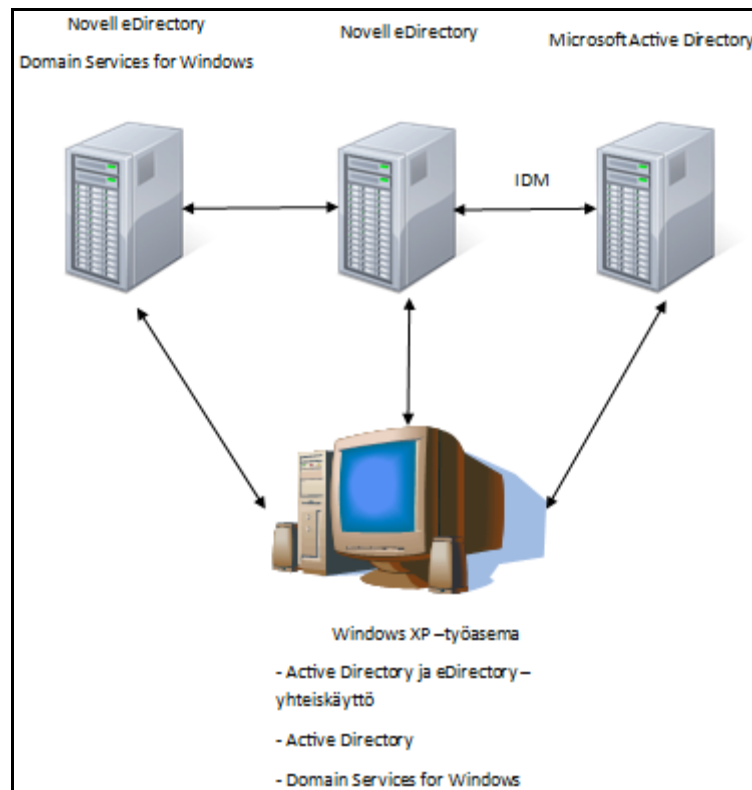 Novell eDirectory
Domain Services for Windows
Novell eDirectory
Microsoft Active Directory
IDM
Windows XP –työasema
- Active Directory ja eDirectory –
yhteiskäyttö
- Active Directory
- Domain Services for Windows